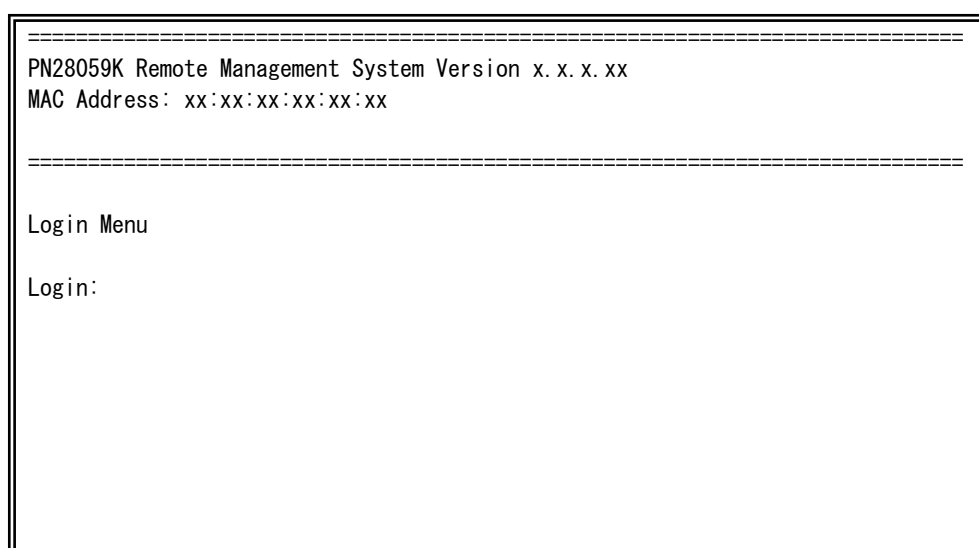 ==============================================================================
PN28059K Remote Management System Version x.x.x.xx
MAC Address: xx:xx:xx:xx:xx:xx
==============================================================================
Login Menu
Login: